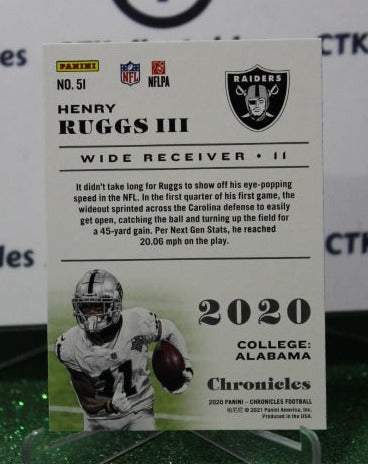 PANINI
NFL
NFLPA
RAIDERS
NO. 51
HENRY
RUGGS III
WIDE RECEIVER • 11
It didn't take long for Ruggs to show off his eye-popping
speed in the NFL. In the first quarter of his first game, the
wideout sprinted across the Carolina defense to easily
get open, catching the ball and turning up the field for
a 45-yard gain. Per Next Gen Stats, he reached
20.06 mph on the play.
2020
COLLEGE:
ALABAMA
Chronicles
2020 PANINI – CHRONICLES FOOTBALL
© 2021 Panini America, Inc.
Produced in the USA.
11
CTK